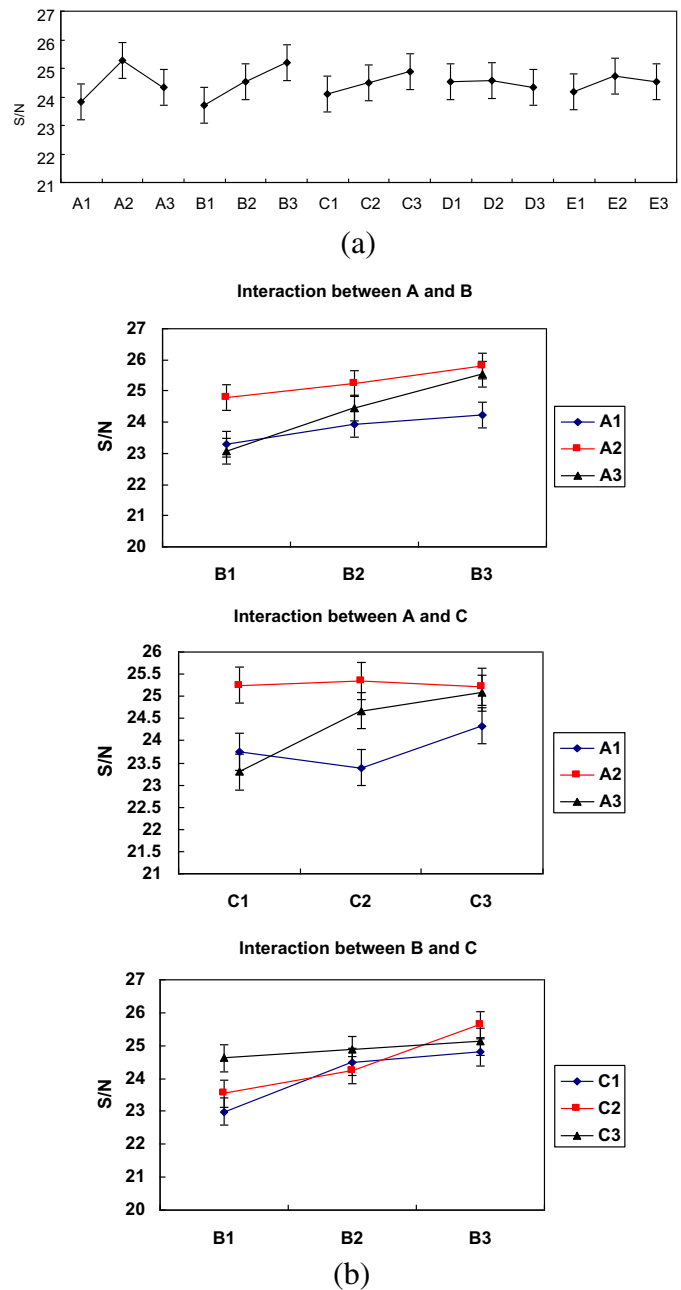 27
26
25
24
23
22
21
S/N
A1 A2 A3 B1 B2 B3 C1 C2 C3 D1 D2 D3 E1 E2 E3
(a)
Interaction between A and B
27
26
25
24
23
22
21
20
S/N
B1 B2 B3
A1
A2
A3
Interaction between A and C
26
25.5
25
24.5
24
23.5
23
22.5
22
21.5
21
S/N
C1 C2 C3
A1
A2
A3
Interaction between B and C
27
26
25
24
23
22
21
20
S/N
B1 B2 B3
C1
C2
C3
(b)